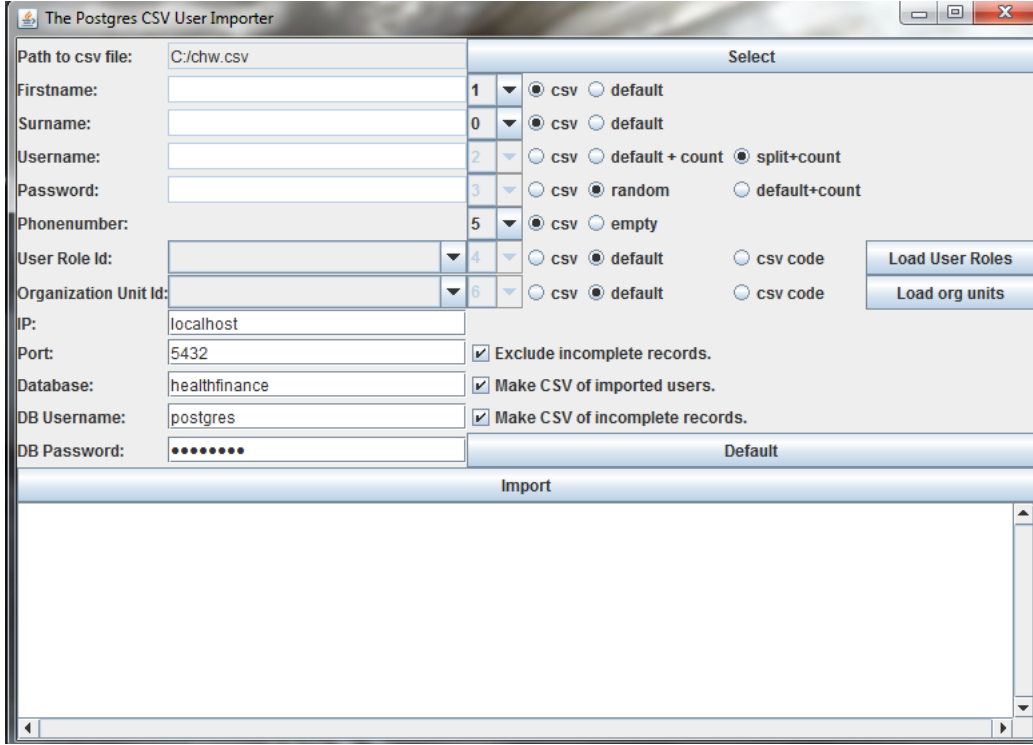 The Postgres CSV User Importer
Path to csv file: C:/chw.csv Select
Firstname: 1 csv default
Surname: 0 csv default
Username: 2 csv default + count split+count
Password: 3 csv random default+count
Phonenumber: 5 csv empty
User Role Id: 4 csv default csv code Load User Roles
Organization Unit Id: 6 csv default csv code Load org units
IP: localhost
Port: 5432 Exclude incomplete records.
Database: healthfinance Make CSV of imported users.
DB Username: postgres Make CSV of incomplete records.
DB Password: ●●●●●●●● Default
Import